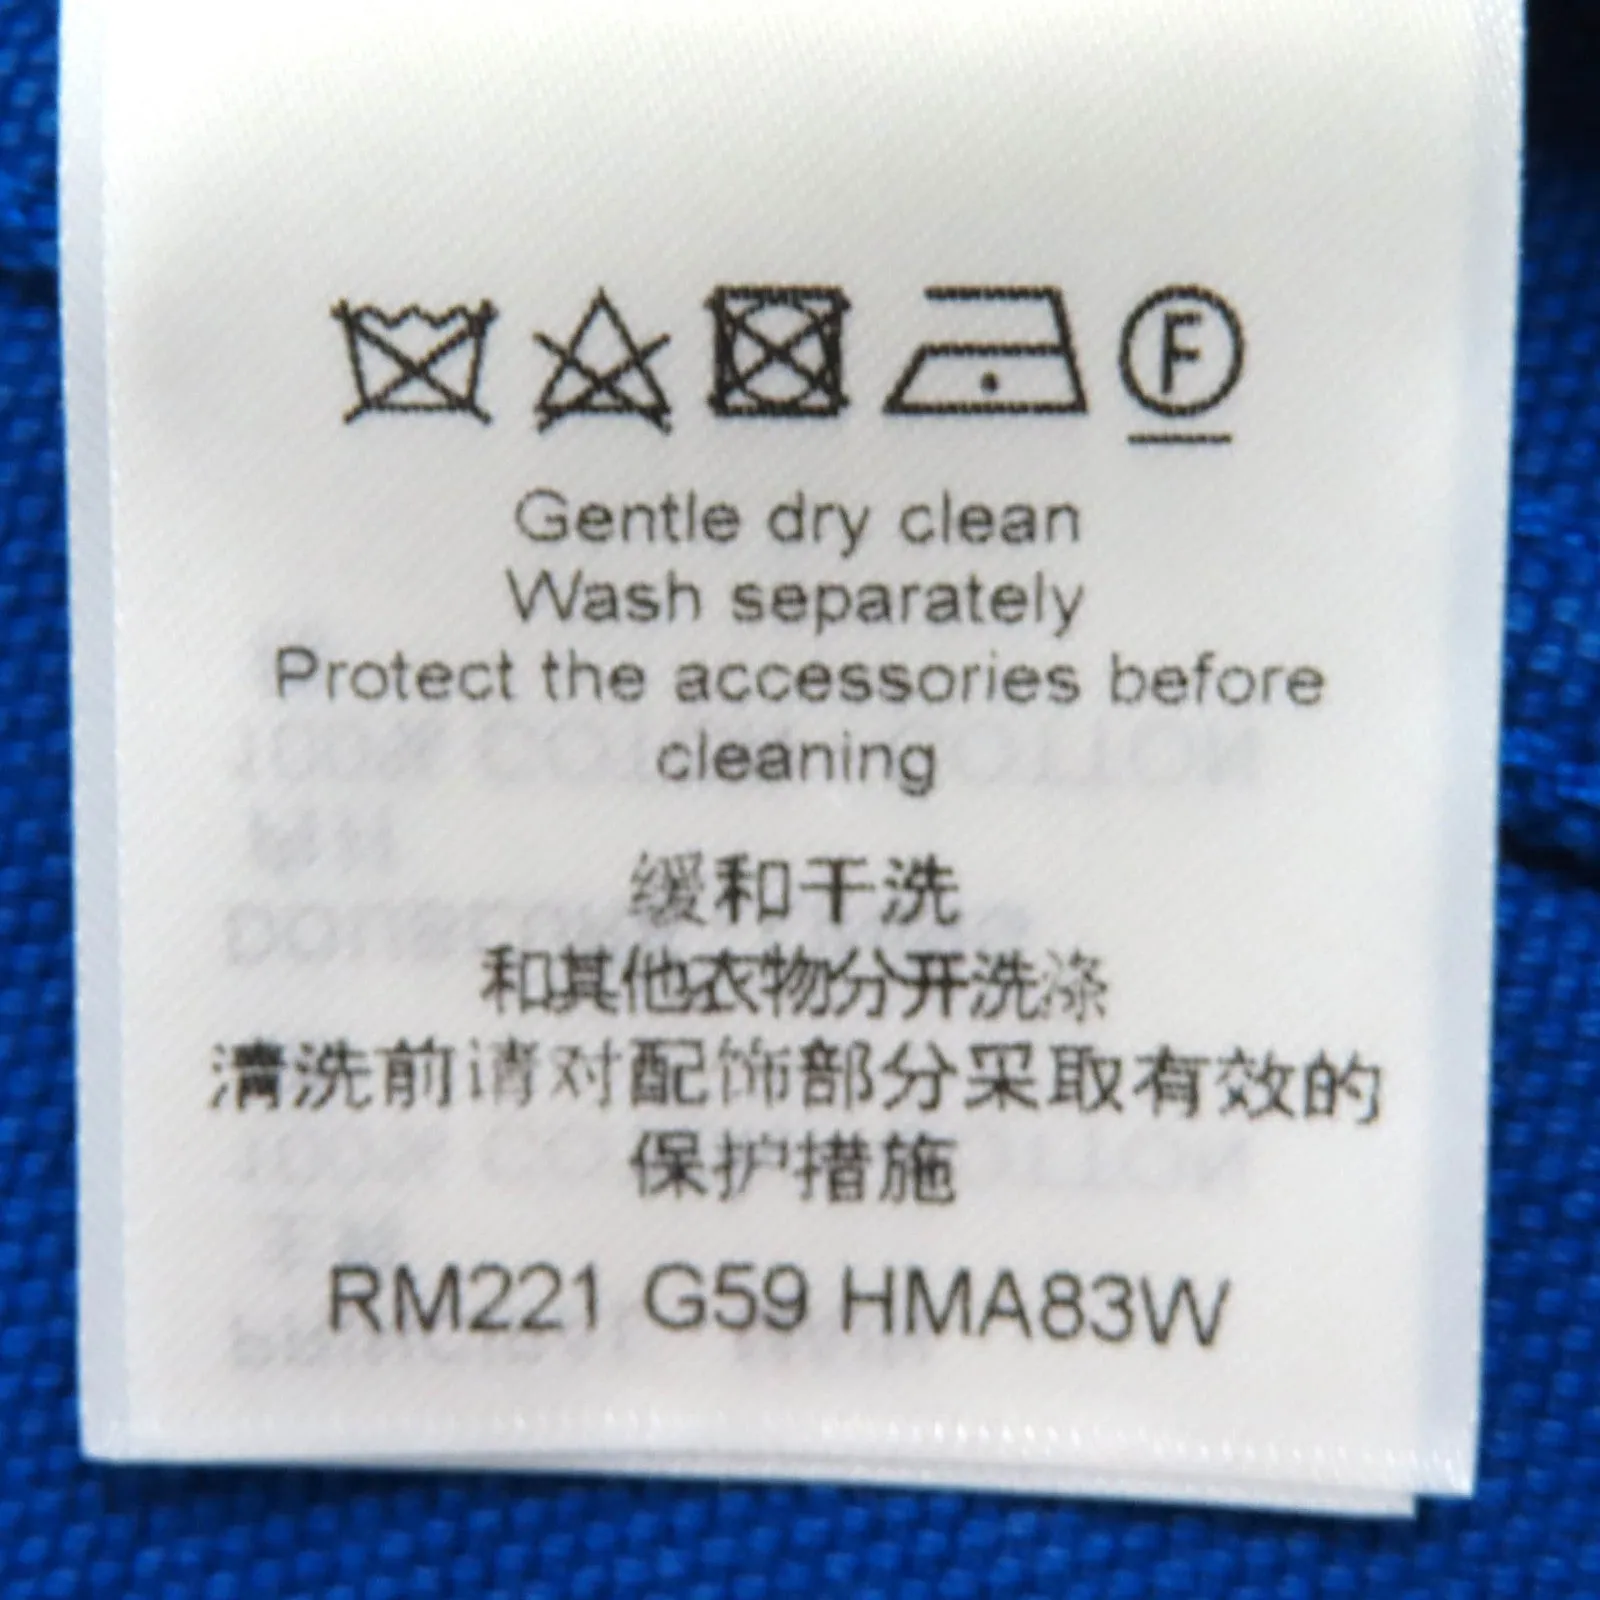 F
Gentle dry clean
Wash separately
Protect the accessories before
cleaning
缓和干洗
和其他衣物分开洗涤
清洗前请对配饰部分采取有效的
保护措施
RM221 G59 HMA83W